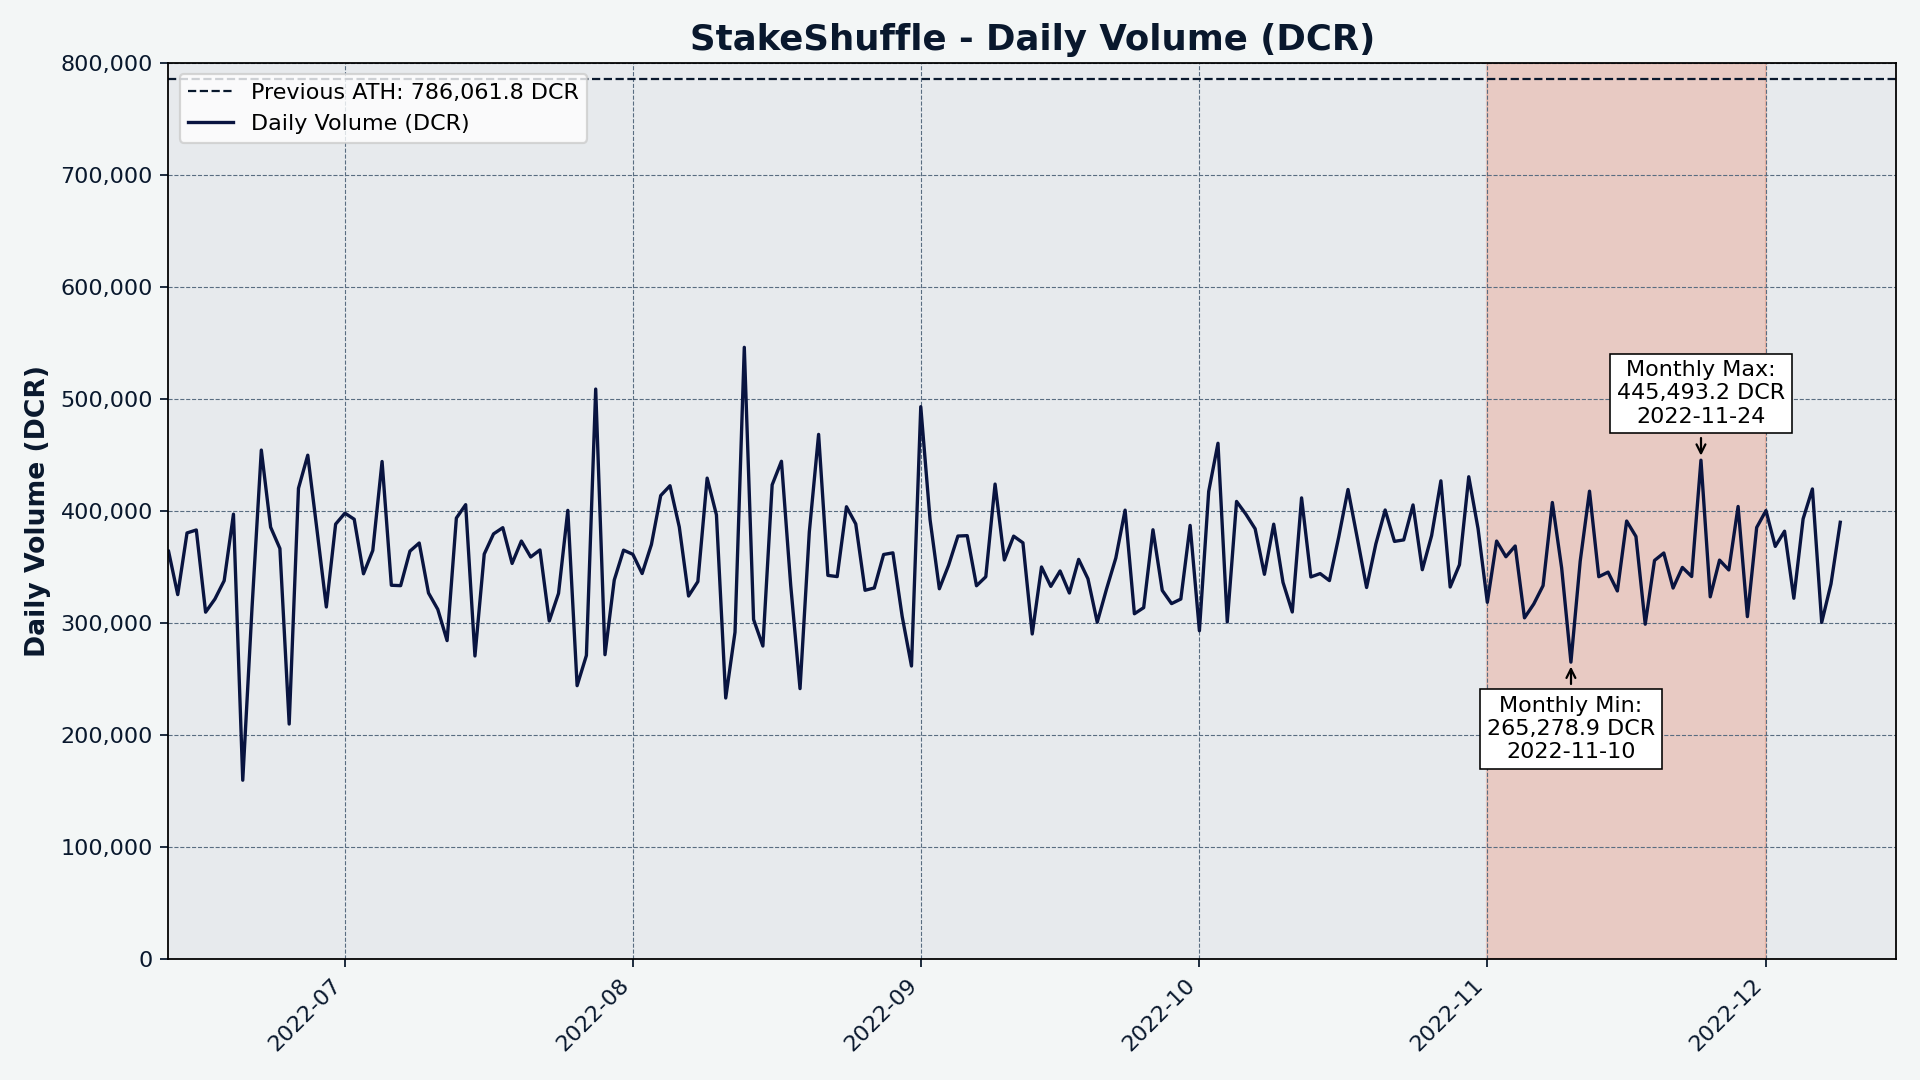 StakeShuffle - Daily Volume (DCR)
Previous ATH: 786,061.8 DCR
Daily Volume (DCR)
Daily Volume (DCR)
800,000
700,000
600,000
500,000
400,000
300,000
200,000
100,000
0
Monthly Max:
445,493.2 DCR
2022-11-24
Monthly Min:
265,278.9 DCR
2022-11-10
2022-07
2022-08
2022-09
2022-10
2022-11
2022-12